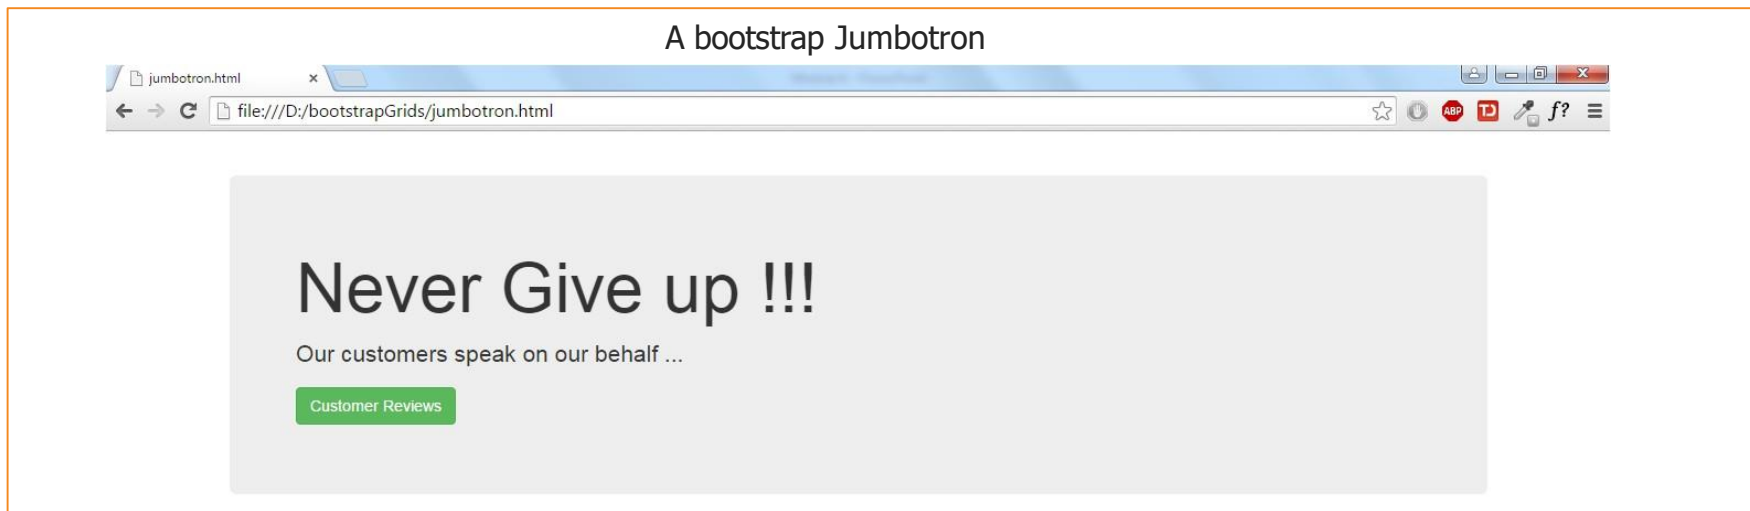 A bootstrap Jumbotron
jumbotron.html
file:///D:/bootstrapGrids/jumbotron.html
ABP
f?
Never Give up !!!
Our customers speak on our behalf ...
Customer Reviews